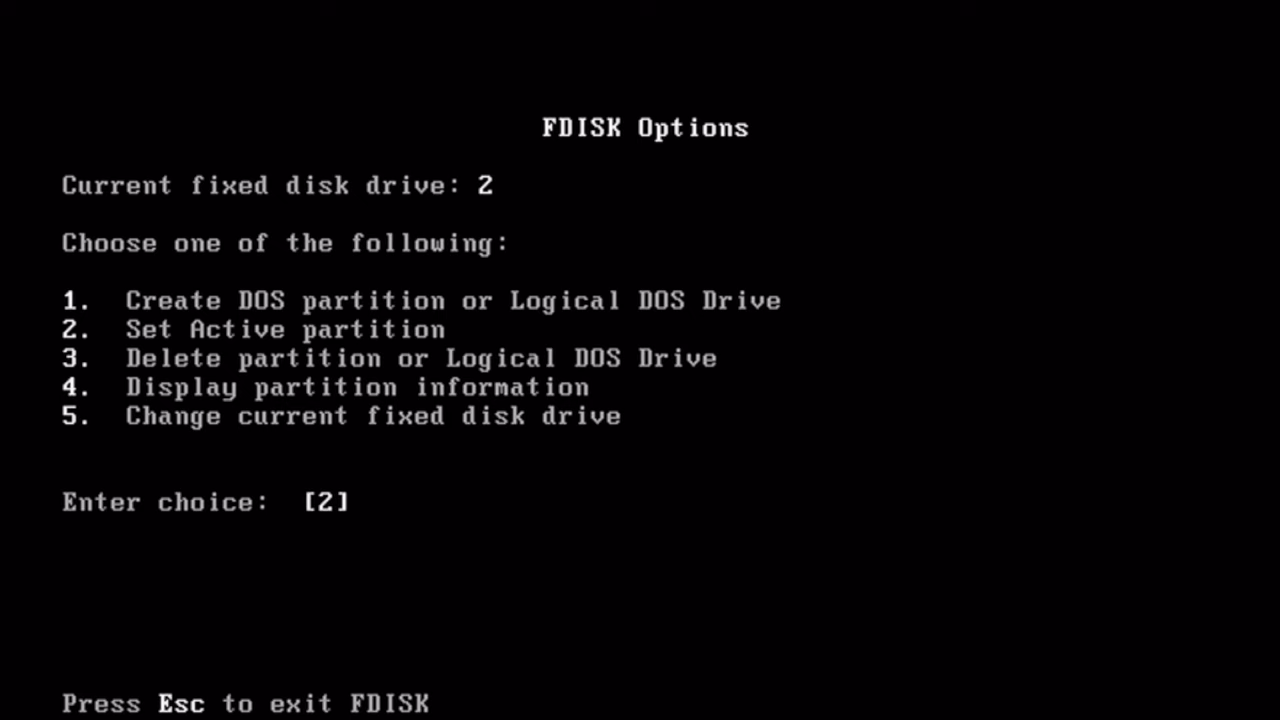 FDISK Options
Current fixed disk drive: 2
Choose one of the following:
1. Create DOS partition or Logical DOS Drive
2. Set Active partition
3. Delete partition or Logical DOS Drive
4. Display partition information
5. Change current fixed disk drive
Enter choice: [2]
Press Esc to exit FDISK